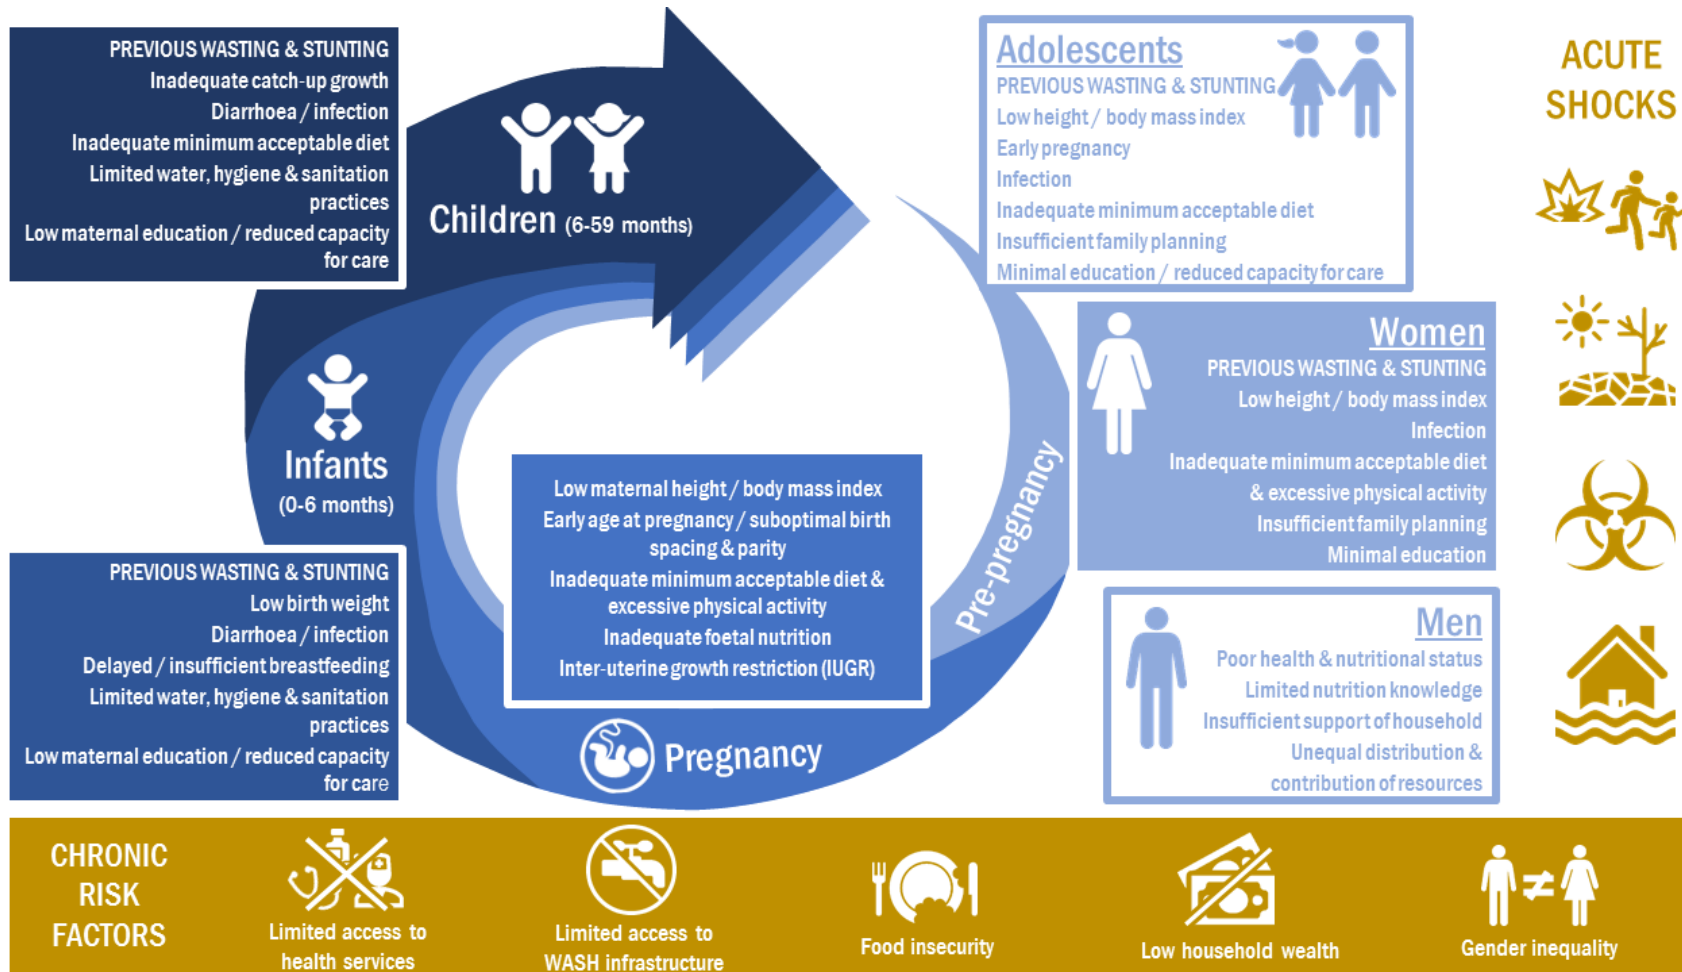 PREVIOUS WASTING & STUNTING
Inadequate catch-up growth
Diarrhoea / infection
Inadequate minimum acceptable diet
Limited water, hygiene & sanitation
practices
Low maternal education / reduced capacity
for care
Children (6-59 months)
Adolescents
PREVIOUS WASTING & STUNTING
Low height / body mass index
Early pregnancy
Infection
Inadequate minimum acceptable diet
Insufficient family planning
Minimal education / reduced capacity for care
ACUTE
SHOCKS
Women
PREVIOUS WASTING & STUNTING
Low height / body mass index
Infection
Inadequate minimum acceptable diet
& excessive physical activity
Insufficient family planning
Minimal education
Infants
(0-6 months)
Low maternal height / body mass index
Early age at pregnancy / suboptimal birth
spacing & parity
Inadequate minimum acceptable diet &
excessive physical activity
Inadequate foetal nutrition
Inter-uterine growth restriction (IUGR)
Pre-pregnancy
PREVIOUS WASTING & STUNTING
Low birth weight
Diarrhoea / infection
Delayed / insufficient breastfeeding
Limited water, hygiene & sanitation
practices
Low maternal education / reduced capacity
for care
Pregnancy
Men
Poor health & nutritional status
Limited nutrition knowledge
Insufficient support of household
Unequal distribution &
contribution of resources
CHRONIC
RISK
FACTORS
Limited access to
health services
Limited access to
WASH infrastructure
Food insecurity
Low household wealth
Gender inequality